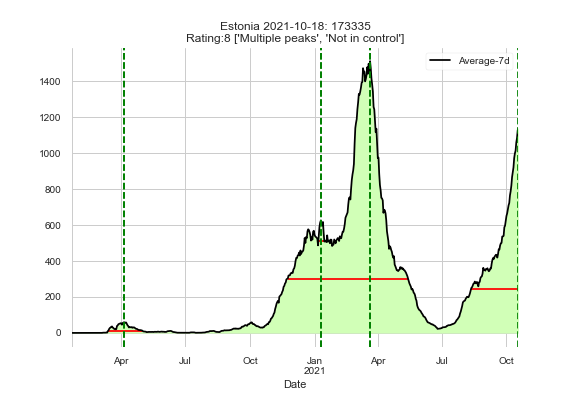 Estonia 2021-10-18: 173335
Rating:8 ['Multiple peaks', 'Not in control']
Average-7d
1400
1200
1000
800
600
400
200
0
Apr Jul Oct Jan Apr Jul Oct
2021
Date